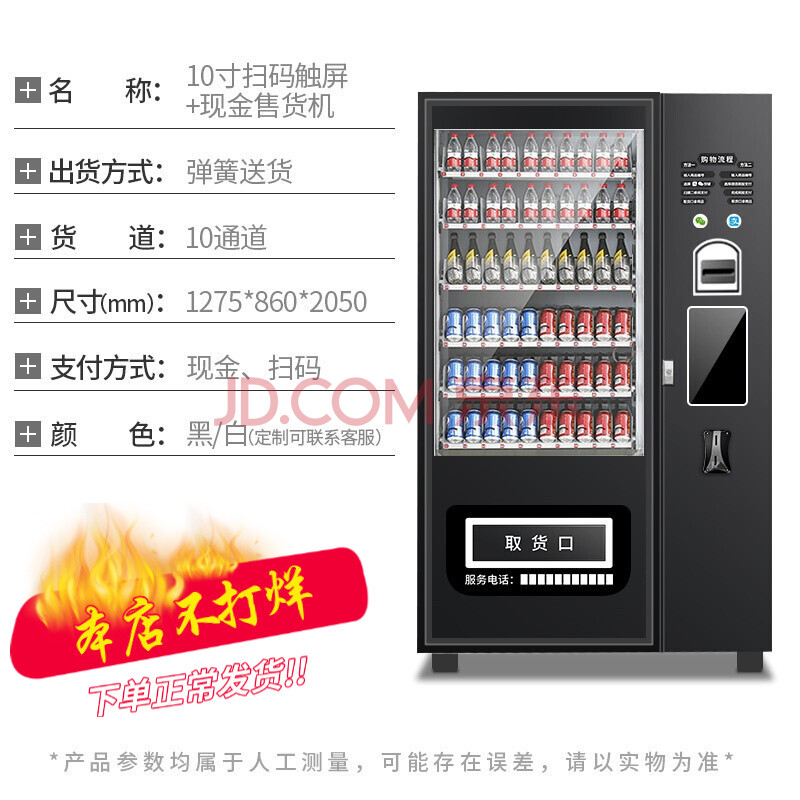 名 称：
10寸扫码触屏
+现金售货机
出货方式：
弹簧送货
货 道：
10通道
尺寸(mm)：
1275*860*2050
支付方式：
现金、扫码
颜 色：
黑/白(定制可联系客服)
JD.COM
购物流程
取货口
服务电话：
本店不打烊
下单正常发货!!
*产品参数均属于人工测量，可能存在误差，请以实物为准*